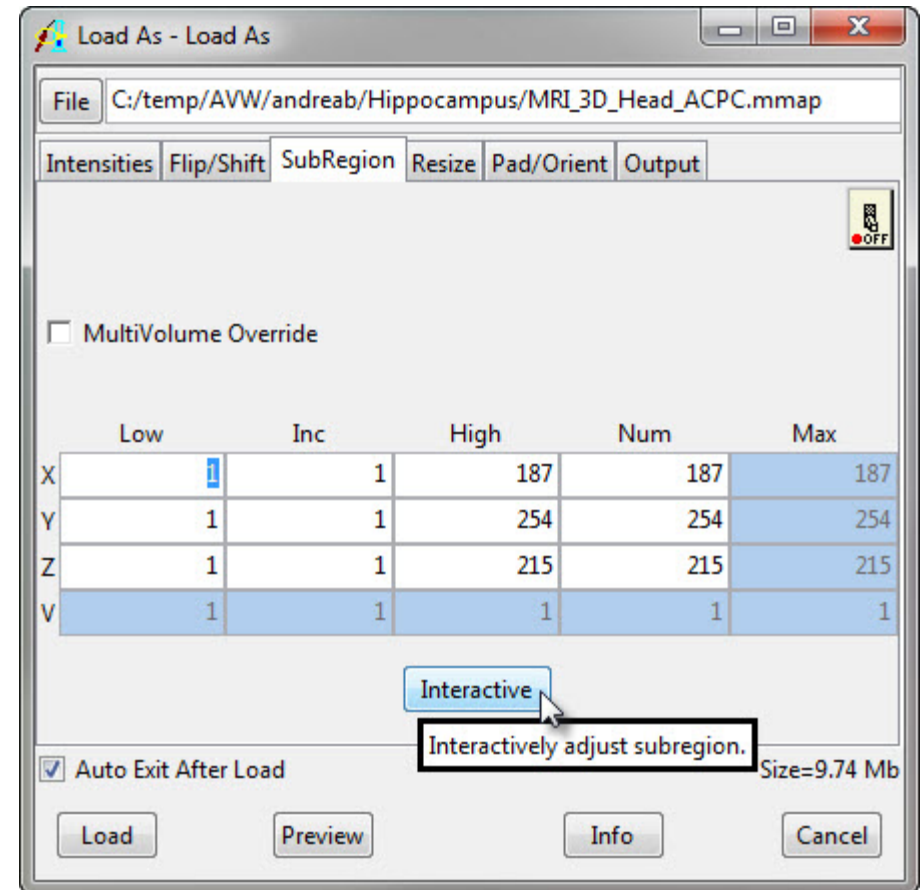 Load As - Load As
File C:/temp/AVW/andreab/Hippocampus/MRI_3D_Head_ACPC.mmap
Intensities Flip/Shift SubRegion Resize Pad/Orient Output
OFF
MultiVolume Override
Low Inc High Num Max
X 1 1 187 187 187
Y 1 1 254 254 254
Z 1 1 215 215 215
V 1 1 1 1 1
Interactive
Interactively adjust subregion.
Auto Exit After Load Size=9.74 Mb
Load Preview Info Cancel